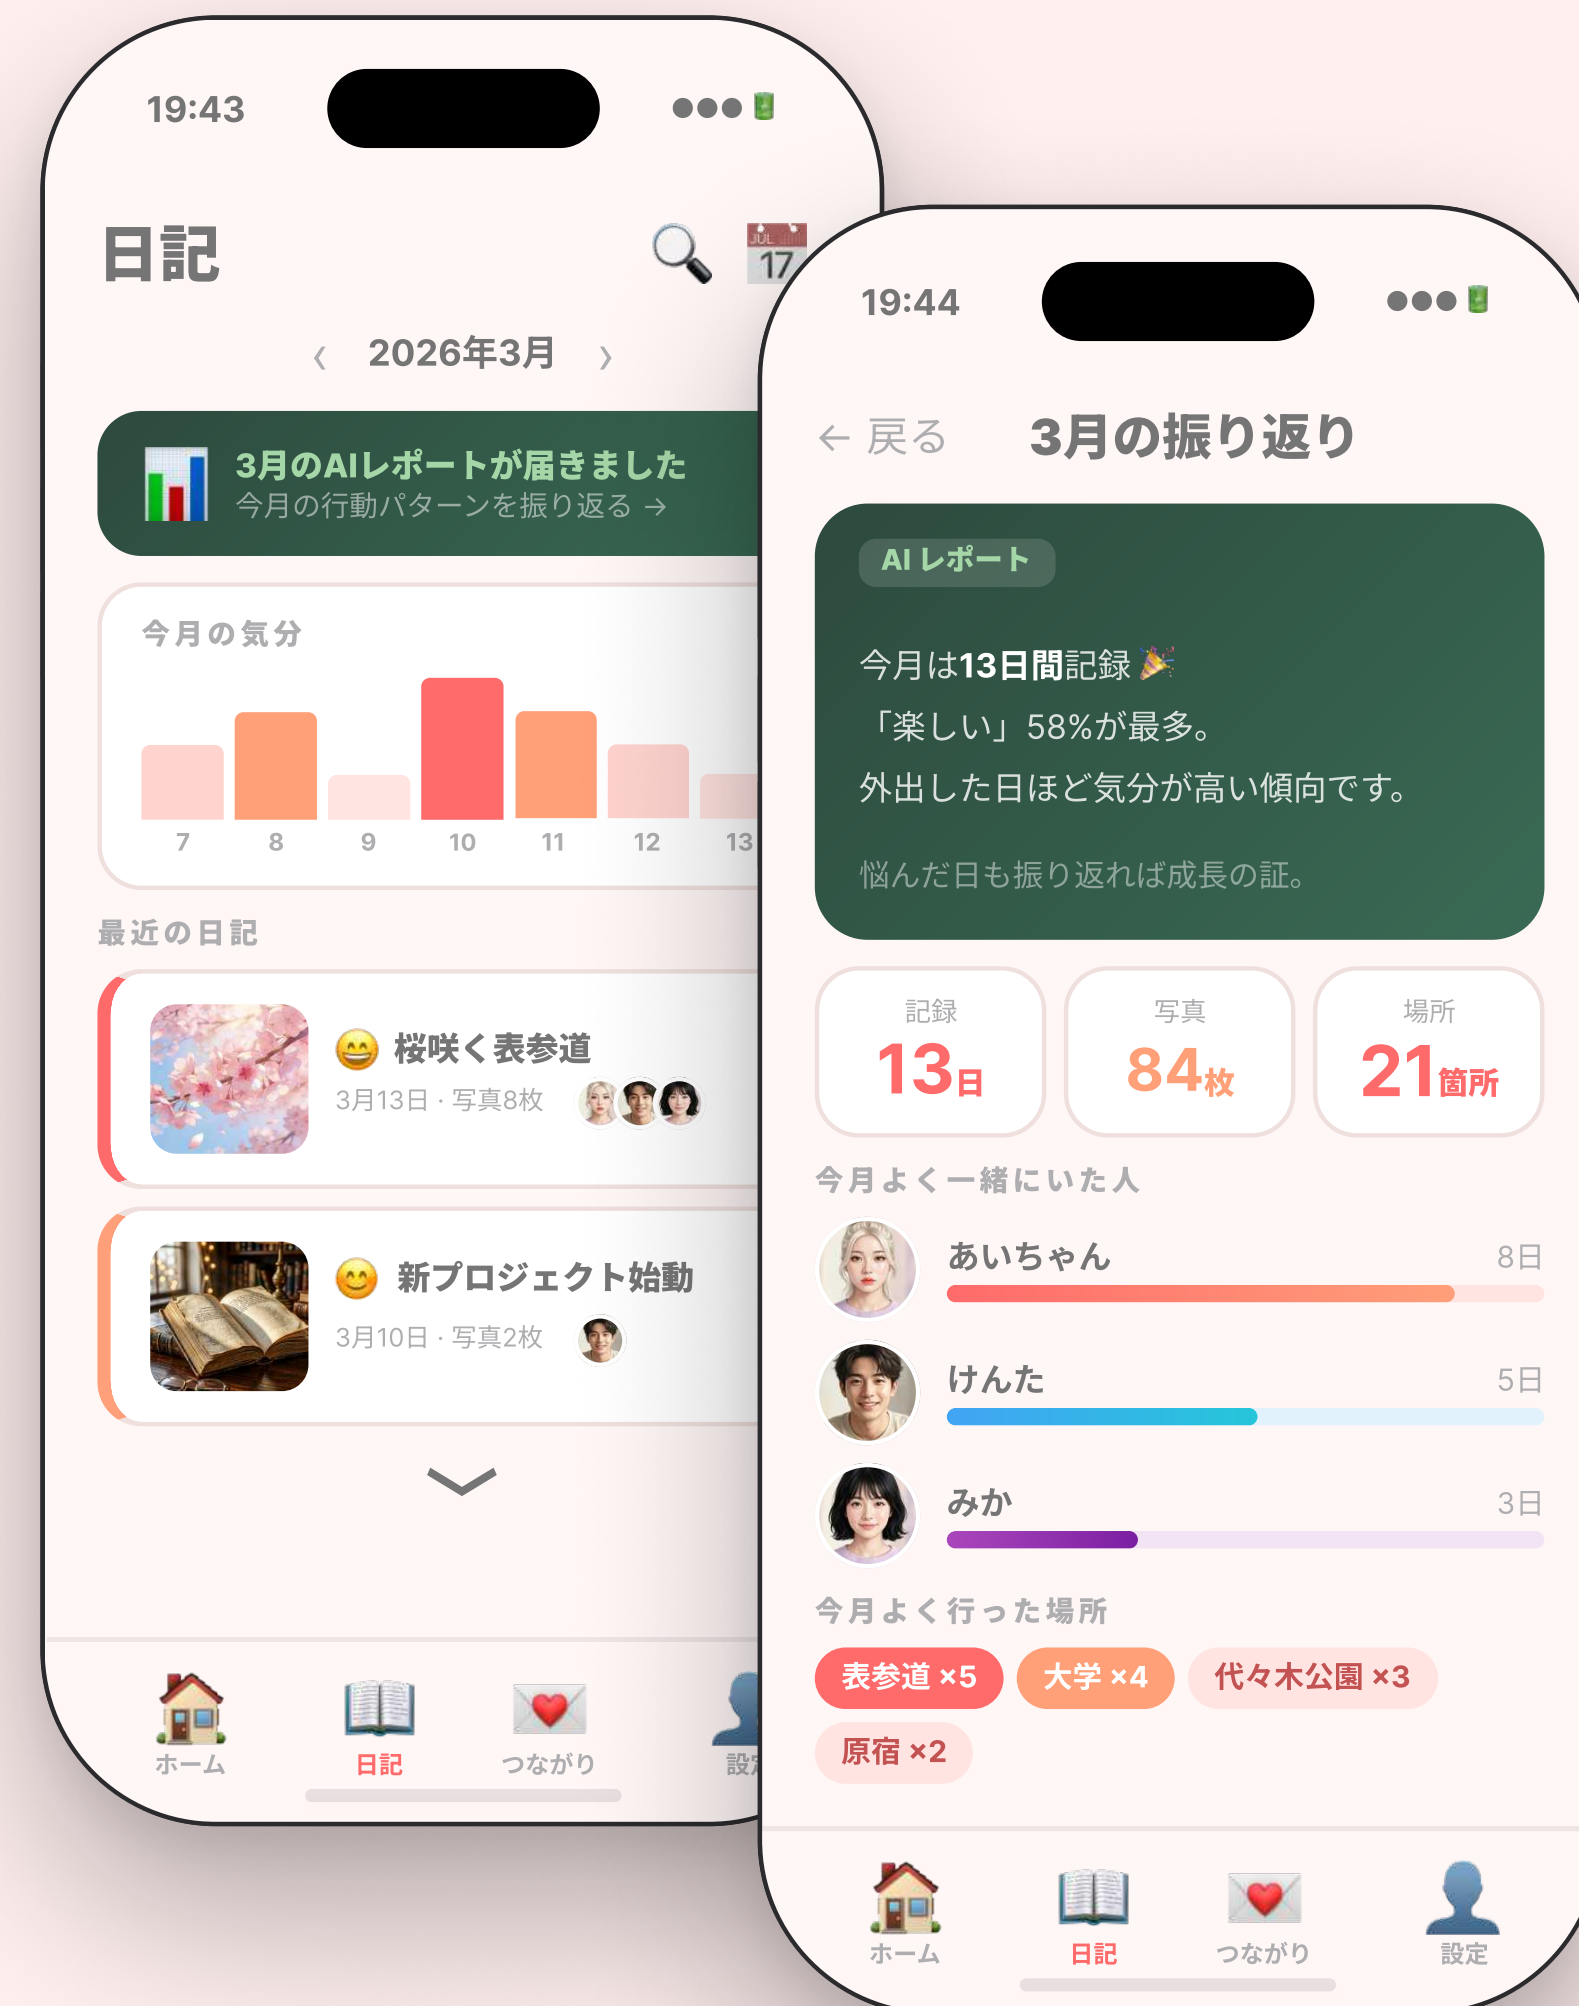 19:43
日記
JUL
17
‹ 2026年3月 ›
3月のAIレポートが届きました
今月の行動パターンを振り返る →
今月の気分
7 8 9 10 11 12 13
最近の日記
桜咲く表参道
3月13日 · 写真8枚
新プロジェクト始動
3月10日 · 写真2枚
ホーム 日記 つながり 設定
19:44
← 戻る 3月の振り返り
AI レポート
今月は13日間記録
「楽しい」58%が最多。
外出した日ほど気分が高い傾向です。
悩んだ日も振り返れば成長の証。
記録 写真 場所
13日 84枚 21箇所
今月よく一緒にいた人
あいちゃん 8日
けんた 5日
みか 3日
今月よく行った場所
表参道 ×5 大学 ×4 代々木公園 ×3
原宿 ×2
ホーム 日記 つながり 設定